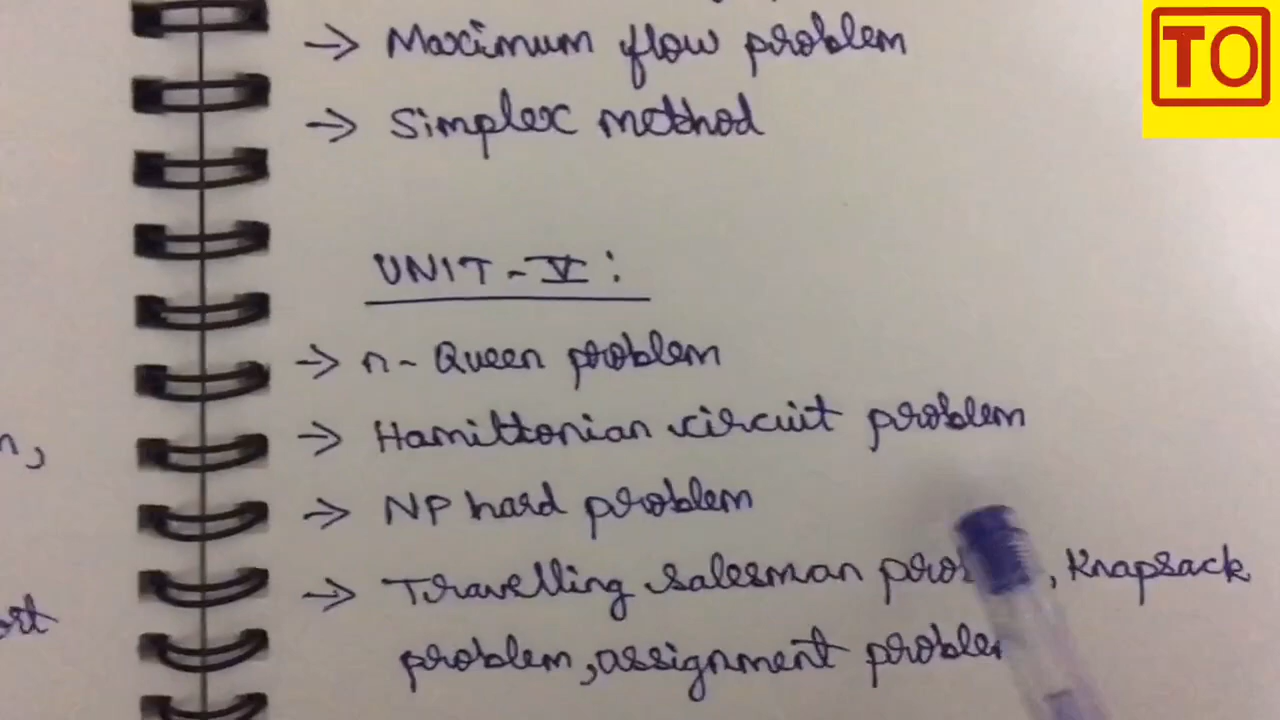 → Maximum flow problem
TO
→ Simplex method
UNIT-V:
→ n-Queen problem
→ Hamiltonian circuit problem
→ NP hard problem
→ Travelling salesman pro , Knapsack
problem, assignment proble